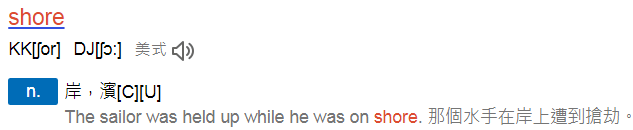 shore
KK[ʃor] DJ[ʃɔ:] 美式
n. 岸，濱[C][U]
The sailor was held up while he was on shore. 那個水手在岸上遭到搶劫。